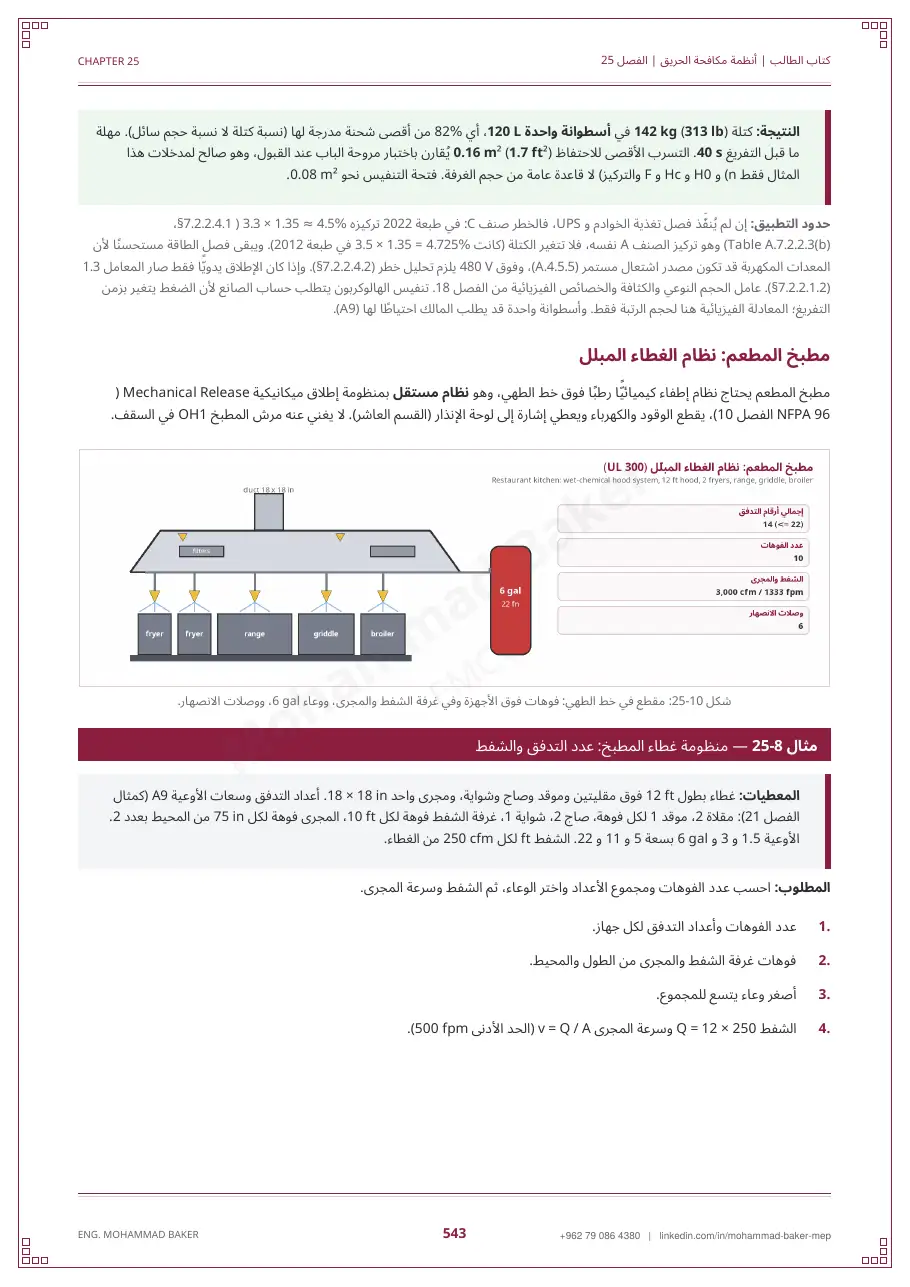 كتاب الطالب | أنظمة مكافحة الحريق | الفصل 25
CHAPTER 25
النتيجة: كتلة 142 kg (313 lb) في أسطوانة واحدة 120 L، أي 82% من أقصى شحنة مدرجة لها (نسبة كتلة لا نسبة حجم سائل). مهلة
ما قبل التفريغ 40 s. التسرب الأقصى للاحتفاظ 0.16 m² (1.7 ft²) يُقارن باختبار مروحة الباب عند القبول، وهو صالح لمدخلات هذا
المثال فقط (n و H0 و Hc و F والتركيز) لا قاعدة عامة من حجم الغرفة. فتحة التنفيس نحو 0.08 m².
حدود التطبيق: إن لم يُنفَّذ فصل تغذية الخوادم و UPS، فالخطر صنف C: في طبعة 2022 تركيزه 3.3 × 1.35 ≈ 4.5% (§7.2.2.4.1،
Table A.7.2.2.3(b)) وهو تركيز الصنف A نفسه، فلا تتغير الكتلة (كانت 3.5 × 1.35 = 4.725% في طبعة 2012). ويبقى فصل الطاقة مستحسنًا لأن
المعدات المكهربة قد تكون مصدر اشتعال مستمر (A.4.5.5)، وفوق 480 V يلزم تحليل خطر (§7.2.2.4.2). وإذا كان الإطلاق يدويًّا فقط صار المعامل 1.3
(§7.2.2.1.2). عامل الحجم النوعي والكثافة والخصائص الفيزيائية من الفصل 18. تنفيس الهالوكربون يتطلب حساب الصانع لأن الضغط يتغير بزمن
التفريغ؛ المعادلة الفيزيائية هنا لحجم الرتبة فقط. وأسطوانة واحدة قد يطلب المالك احتياطًا لها (A9).
مطبخ المطعم: نظام الغطاء المبلل
مطبخ المطعم يحتاج نظام إطفاء كيميائيًّا رطبًا فوق خط الطهي، وهو نظام مستقل بمنظومة إطلاق ميكانيكية Mechanical Release (
NFPA 96 الفصل 10)، يقطع الوقود والكهرباء ويعطي إشارة إلى لوحة الإنذار (القسم العاشر). لا يغني عنه مرش المطبخ OH1 في السقف.
مطبخ المطعم: نظام الغطاء المبلّل (UL 300)
Restaurant kitchen: wet-chemical hood system, 12 ft hood, 2 fryers, range, griddle, broiler
duct 18 x 18 in
filters
fryer
fryer
range
griddle
broiler
6 gal
22 fn
إجمالي أرقام التدفق
14 (<= 22)
عدد الفوهات
10
الشفط والمجرى
3,000 cfm / 1333 fpm
وصلات الانصهار
6
شكل 10-25: مقطع في خط الطهي: فوهات فوق الأجهزة وفي غرفة الشفط والمجرى، ووعاء 6 gal، ووصلات الانصهار.
مثال 8-25 — منظومة غطاء المطبخ: عدد التدفق والشفط
المعطيات: غطاء بطول 12 ft فوق مقليتين وموقد وصاج وشواية، ومجرى واحد 18 × 18 in. أعداد التدفق وسعات الأوعية A9 (كمثال
الفصل 21): مقلاة 2، موقد 1 لكل فوهة، صاج 2، شواية 1، غرفة الشفط فوهة لكل 10 ft، المجرى فوهة لكل 75 in من المحيط بعدد 2.
الأوعية 1.5 و 3 و 6 gal بسعة 5 و 11 و 22. الشفط 250 cfm لكل ft من الغطاء.
المطلوب: احسب عدد الفوهات ومجموع الأعداد واختر الوعاء، ثم الشفط وسرعة المجرى.
1. عدد الفوهات وأعداد التدفق لكل جهاز.
2. فوهات غرفة الشفط والمجرى من الطول والمحيط.
3. أصغر وعاء يتسع للمجموع.
4. الشفط Q = 12 × 250 وسرعة المجرى v = Q / A (الحد الأدنى 500 fpm).
Mohammad Baker
ENG. MOHAMMAD BAKER
543
+962 79 086 4380 | linkedin.com/in/mohammad-baker-mep